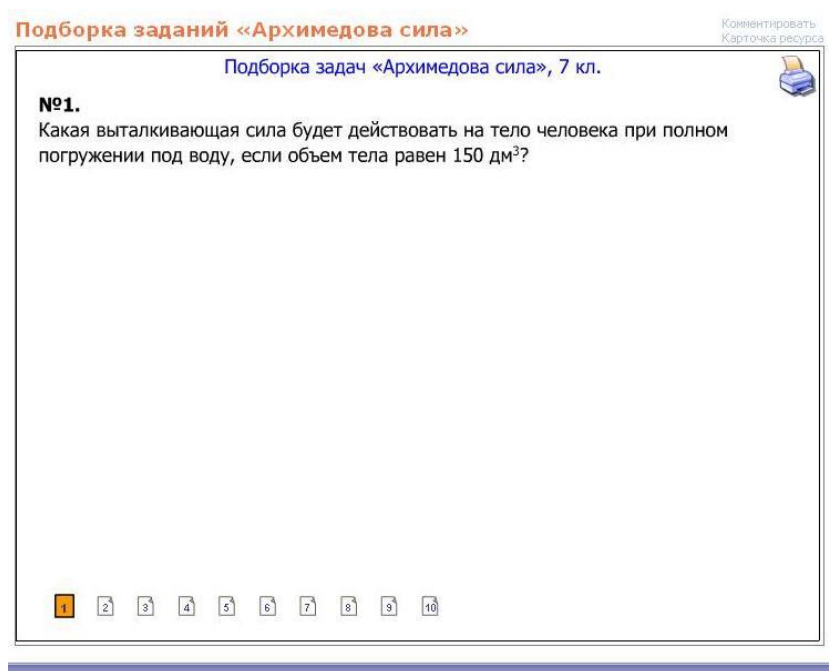 Подборка заданий «Архимедова сила»
Комментировать
Карточка ресурса
Подборка задач «Архимедова сила», 7 кл.
№1.
Какая выталкивающая сила будет действовать на тело человека при полном
погружении под воду, если объем тела равен 150 дм³?
1 2 3 4 5 6 7 8 9 10